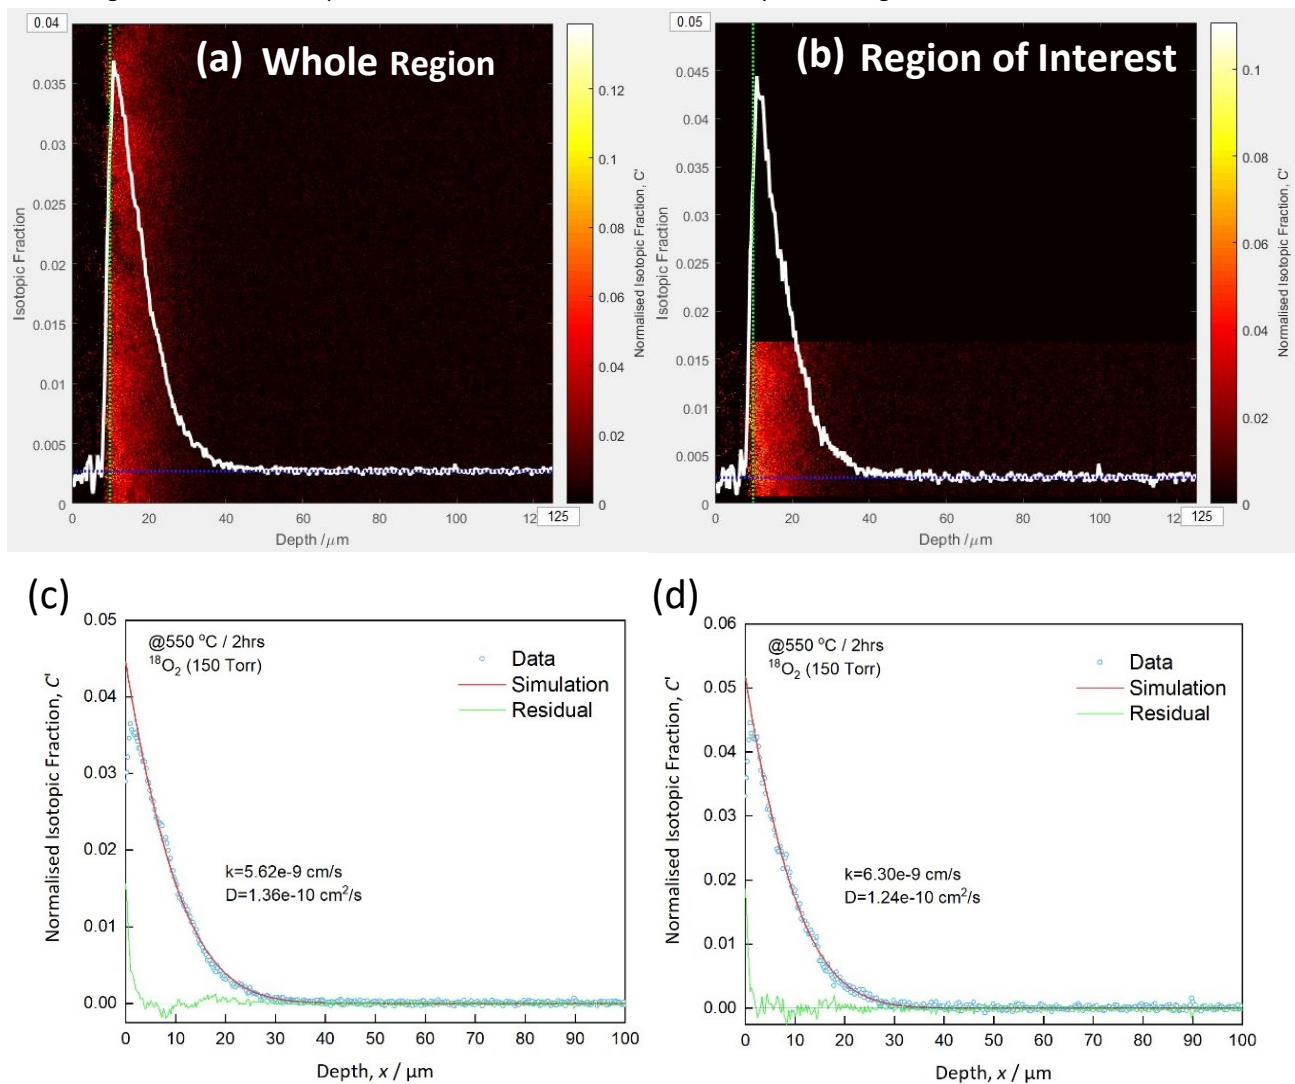 (a) Whole Region
0.04
0.035
0.03
0.025
0.02
0.015
0.01
0.005
0
Isotopic Fraction
0 20 40 60 80 100
125
Depth /μm
0.12
0.1
0.08
0.06
0.04
0.02
0
Normalised Isotopic Fraction, C'
(b) Region of Interest
0.05
0.045
0.04
0.035
0.03
0.025
0.02
0.015
0.01
0.005
0
Isotopic Fraction
0 20 40 60 80 100
125
Depth /μm
0.1
0.08
0.06
0.04
0.02
0
Normalised Isotopic Fraction, C'
(c)
0.05
0.04
0.03
0.02
0.01
0.00
Normalised Isotopic Fraction, C'
@550 °C / 2hrs
¹⁸O₂ (150 Torr)
Data
Simulation
Residual
k=5.62e-9 cm/s
D=1.36e-10 cm²/s
0 10 20 30 40 50 60 70 80 90 100
Depth, x / μm
(d)
0.06
0.05
0.04
0.03
0.02
0.01
0.00
Normalised Isotopic Fraction, C'
@550 °C / 2hrs
¹⁸O₂ (150 Torr)
Data
Simulation
Residual
k=6.30e-9 cm/s
D=1.24e-10 cm²/s
0 10 20 30 40 50 60 70 80 90 100
Depth, x / μm